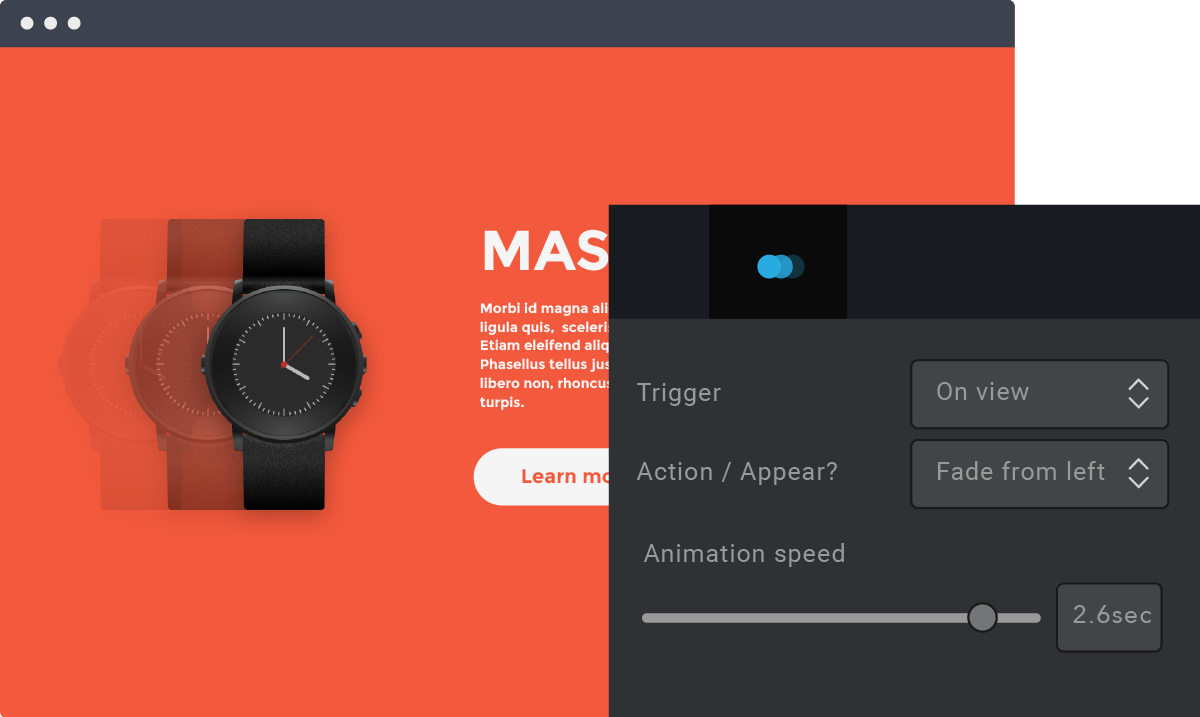 MAS
Morbi id magna ali
ligula quis, sceleri
Etiam eleifend aliq
Phasellus tellus jus
libero non, rhoncus
turpis.
Learn mo
Trigger
On view
Action / Appear?
Fade from left
Animation speed
2.6sec